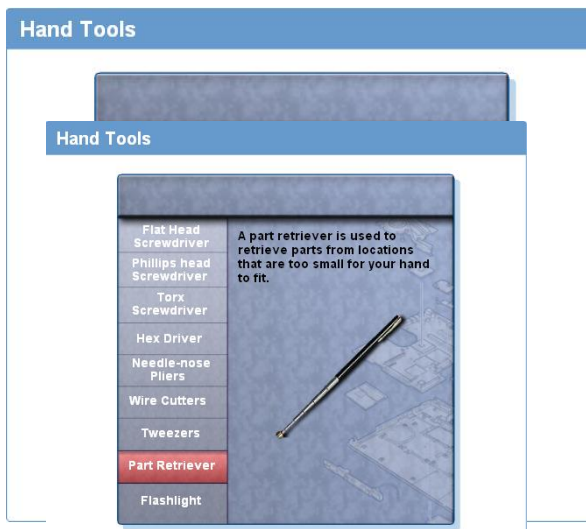 Hand Tools
Hand Tools
Flat Head
Screwdriver
Phillips head
Screwdriver
Torx
Screwdriver
Hex Driver
Needle-nose
Pliers
Wire Cutters
Tweezers
Part Retriever
Flashlight
A part retriever is used to
retrieve parts from locations
that are too small for your hand
to fit.